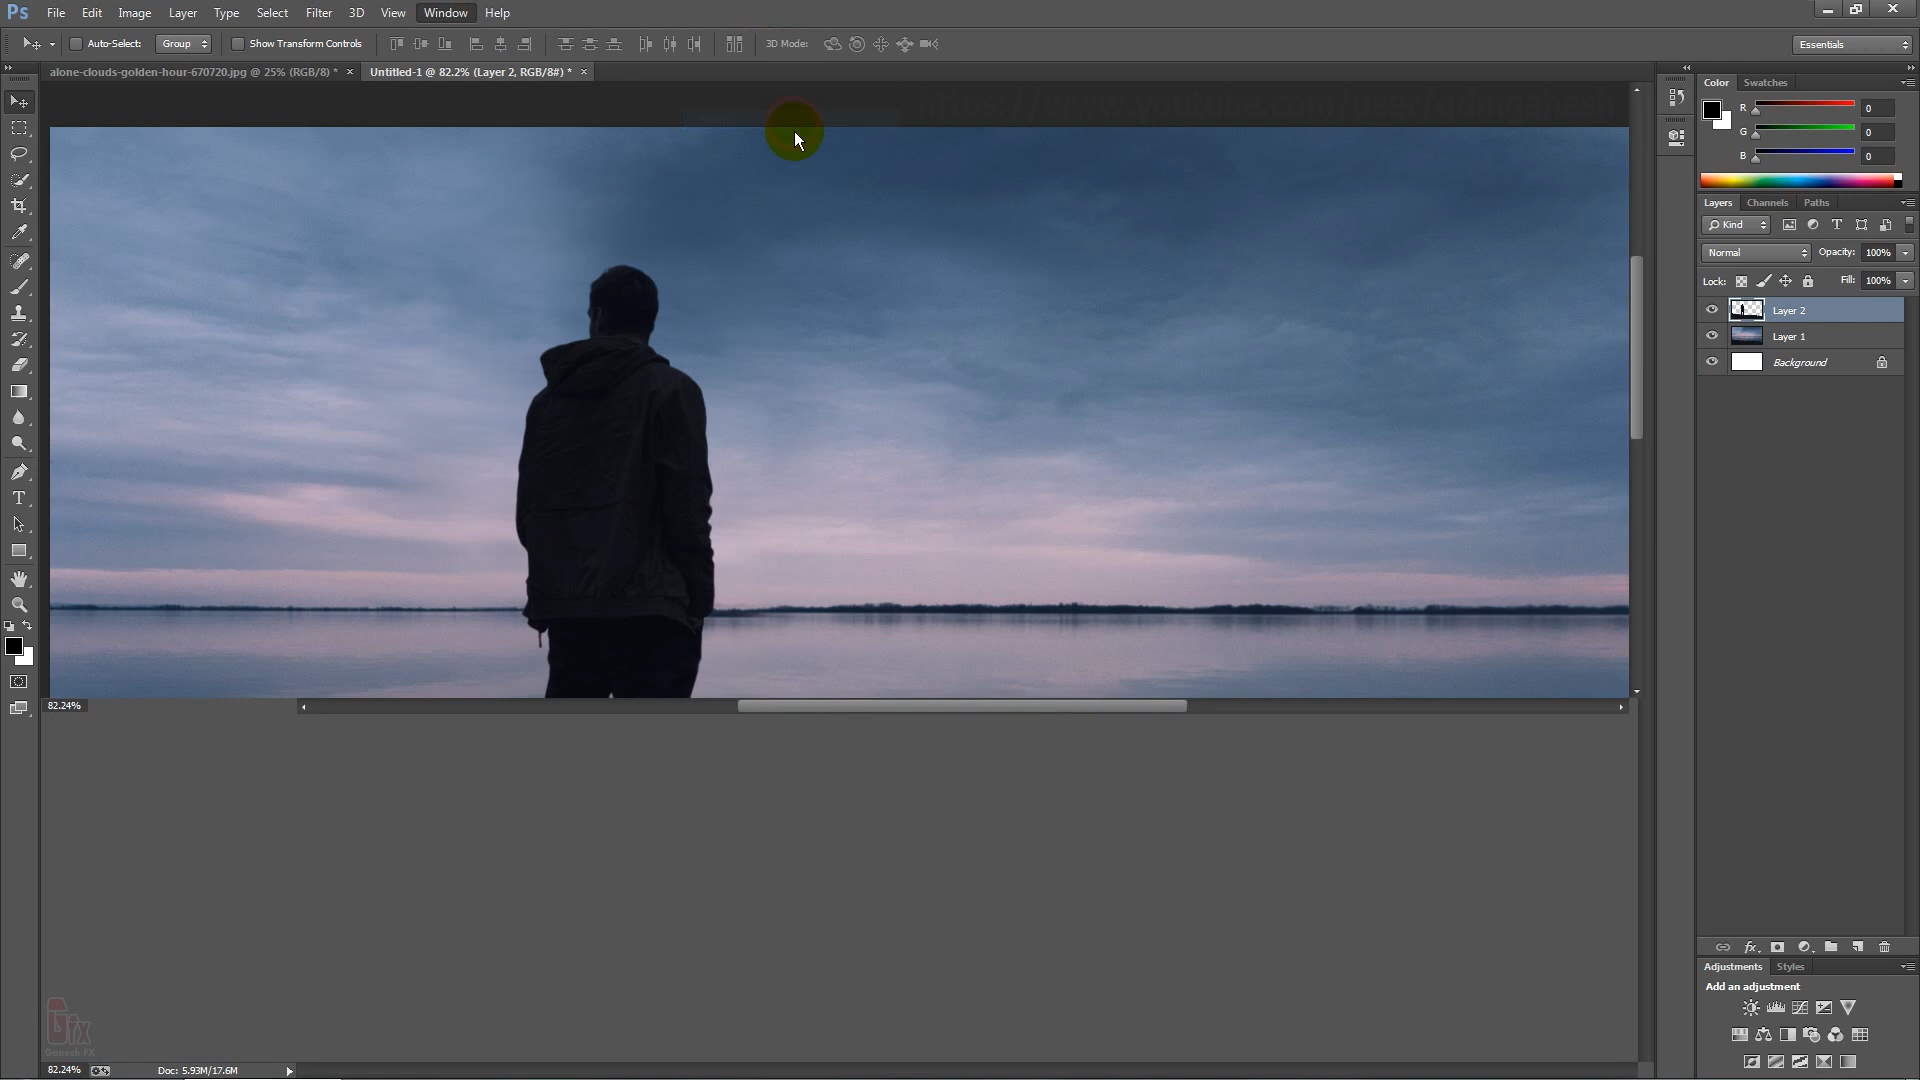 Ps File Edit Image Layer Type Select Filter 3D View Window Help
Auto-Select: Group Show Transform Controls 3D Mode: Essentials
alone-clouds-golden-hour-670720.jpg @ 25% (RGB/8) * × Untitled-1 @ 82.2% (Layer 2, RGB/8#) * ×
Color Swatches
R 0
G 0
B 0
Layers Channels Paths
Kind
Normal Opacity: 100%
Lock: Fill: 100%
Layer 2
Layer 1
Background
82.24%
Adjustments Styles
Add an adjustment
Gix
Ganesh FX
82.24% Doc: 5.93M/17.6M